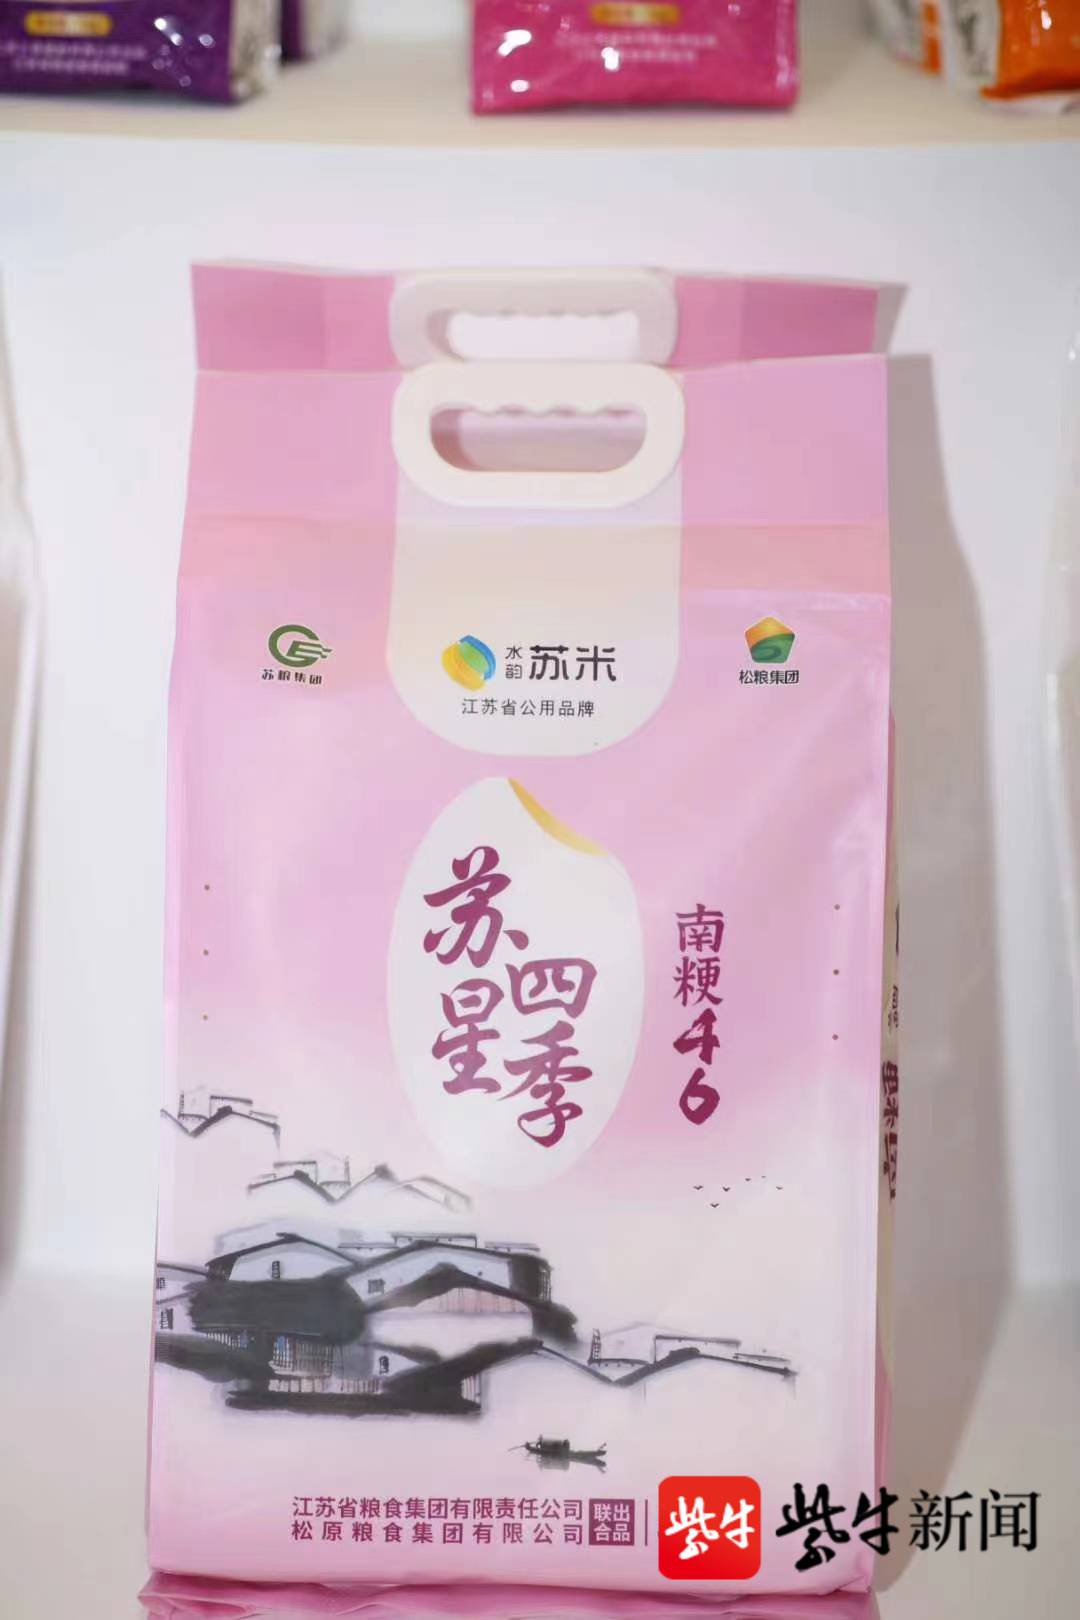 苏粮集团
水韵 苏米
江苏省公用品牌
松粮集团
苏星
四季
南粳46
江苏省粮食集团有限责任公司
松原粮食集团有限公司
联合出品
紫牛
紫牛新闻